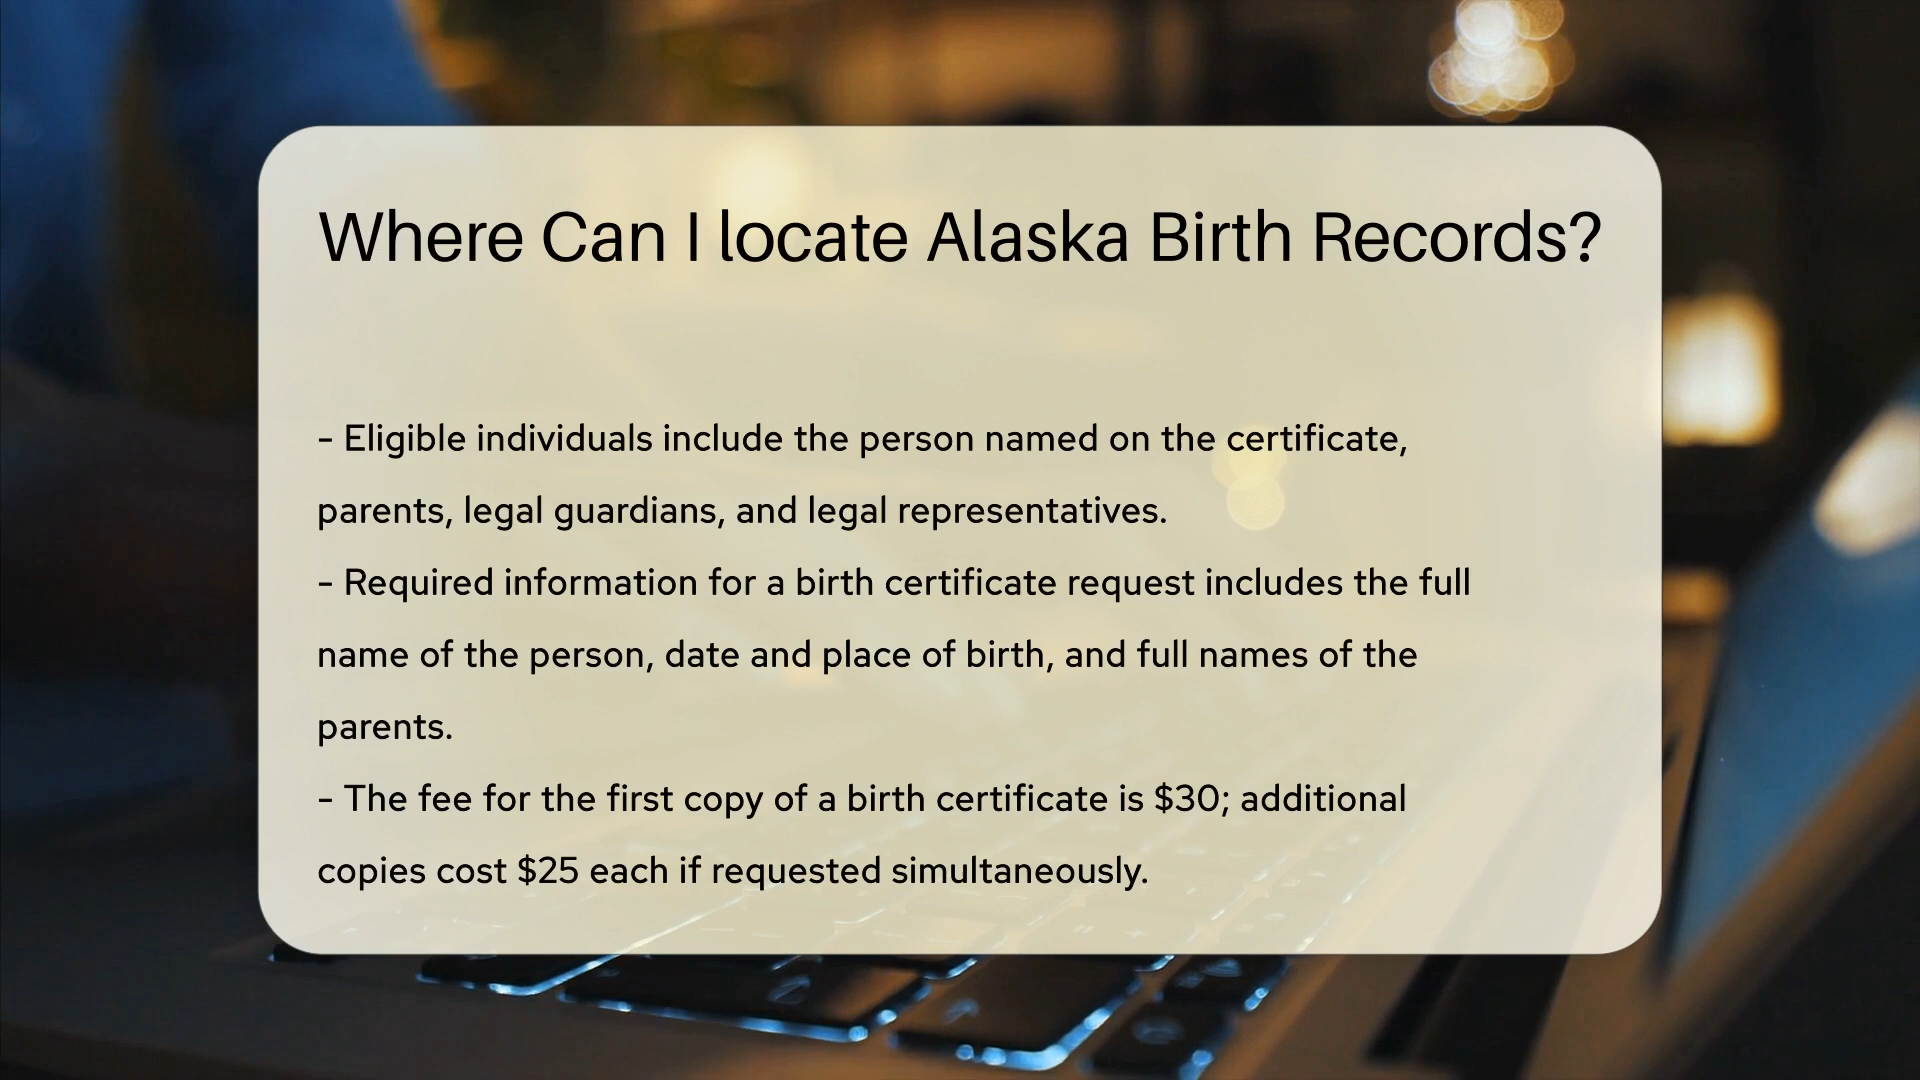 Where Can I locate Alaska Birth Records?
- Eligible individuals include the person named on the certificate,
parents, legal guardians, and legal representatives.
- Required information for a birth certificate request includes the full
name of the person, date and place of birth, and full names of the
parents.
- The fee for the first copy of a birth certificate is $30; additional
copies cost $25 each if requested simultaneously.